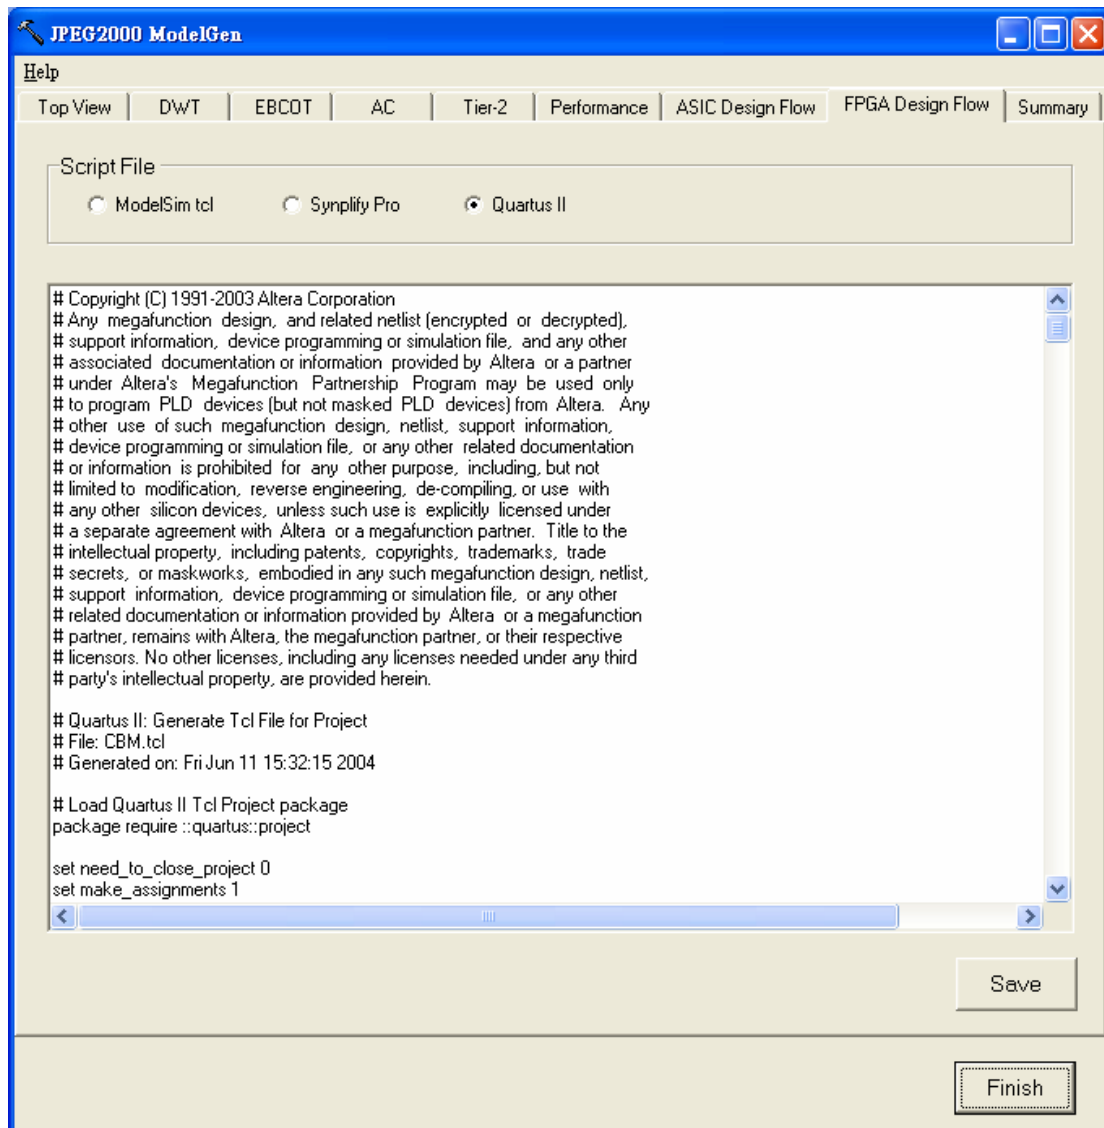 JPEG2000 ModelGen
Help
Top View DWT EBCOT AC Tier-2 Performance ASIC Design Flow FPGA Design Flow Summary
Script File
ModelSim tcl Synplify Pro Quartus II
# Copyright (C) 1991-2003 Altera Corporation
# Any megafunction design, and related netlist (encrypted or decrypted),
# support information, device programming or simulation file, and any other
# associated documentation or information provided by Altera or a partner
# under Altera's Megafunction Partnership Program may be used only
# to program PLD devices (but not masked PLD devices) from Altera. Any
# other use of such megafunction design, netlist, support information,
# device programming or simulation file, or any other related documentation
# or information is prohibited for any other purpose, including, but not
# limited to modification, reverse engineering, de-compiling, or use with
# any other silicon devices, unless such use is explicitly licensed under
# a separate agreement with Altera or a megafunction partner. Title to the
# intellectual property, including patents, copyrights, trademarks, trade
# secrets, or maskworks, embodied in any such megafunction design, netlist,
# support information, device programming or simulation file, or any other
# related documentation or information provided by Altera or a megafunction
# partner, remains with Altera, the megafunction partner, or their respective
# licensors. No other licenses, including any licenses needed under any third
# party's intellectual property, are provided herein.
# Quartus II: Generate Tcl File for Project
# File: CBM.tcl
# Generated on: Fri Jun 11 15:32:15 2004
# Load Quartus II Tcl Project package
package require ::quartus::project
set need_to_close_project 0
set make_assignments 1
Save
Finish